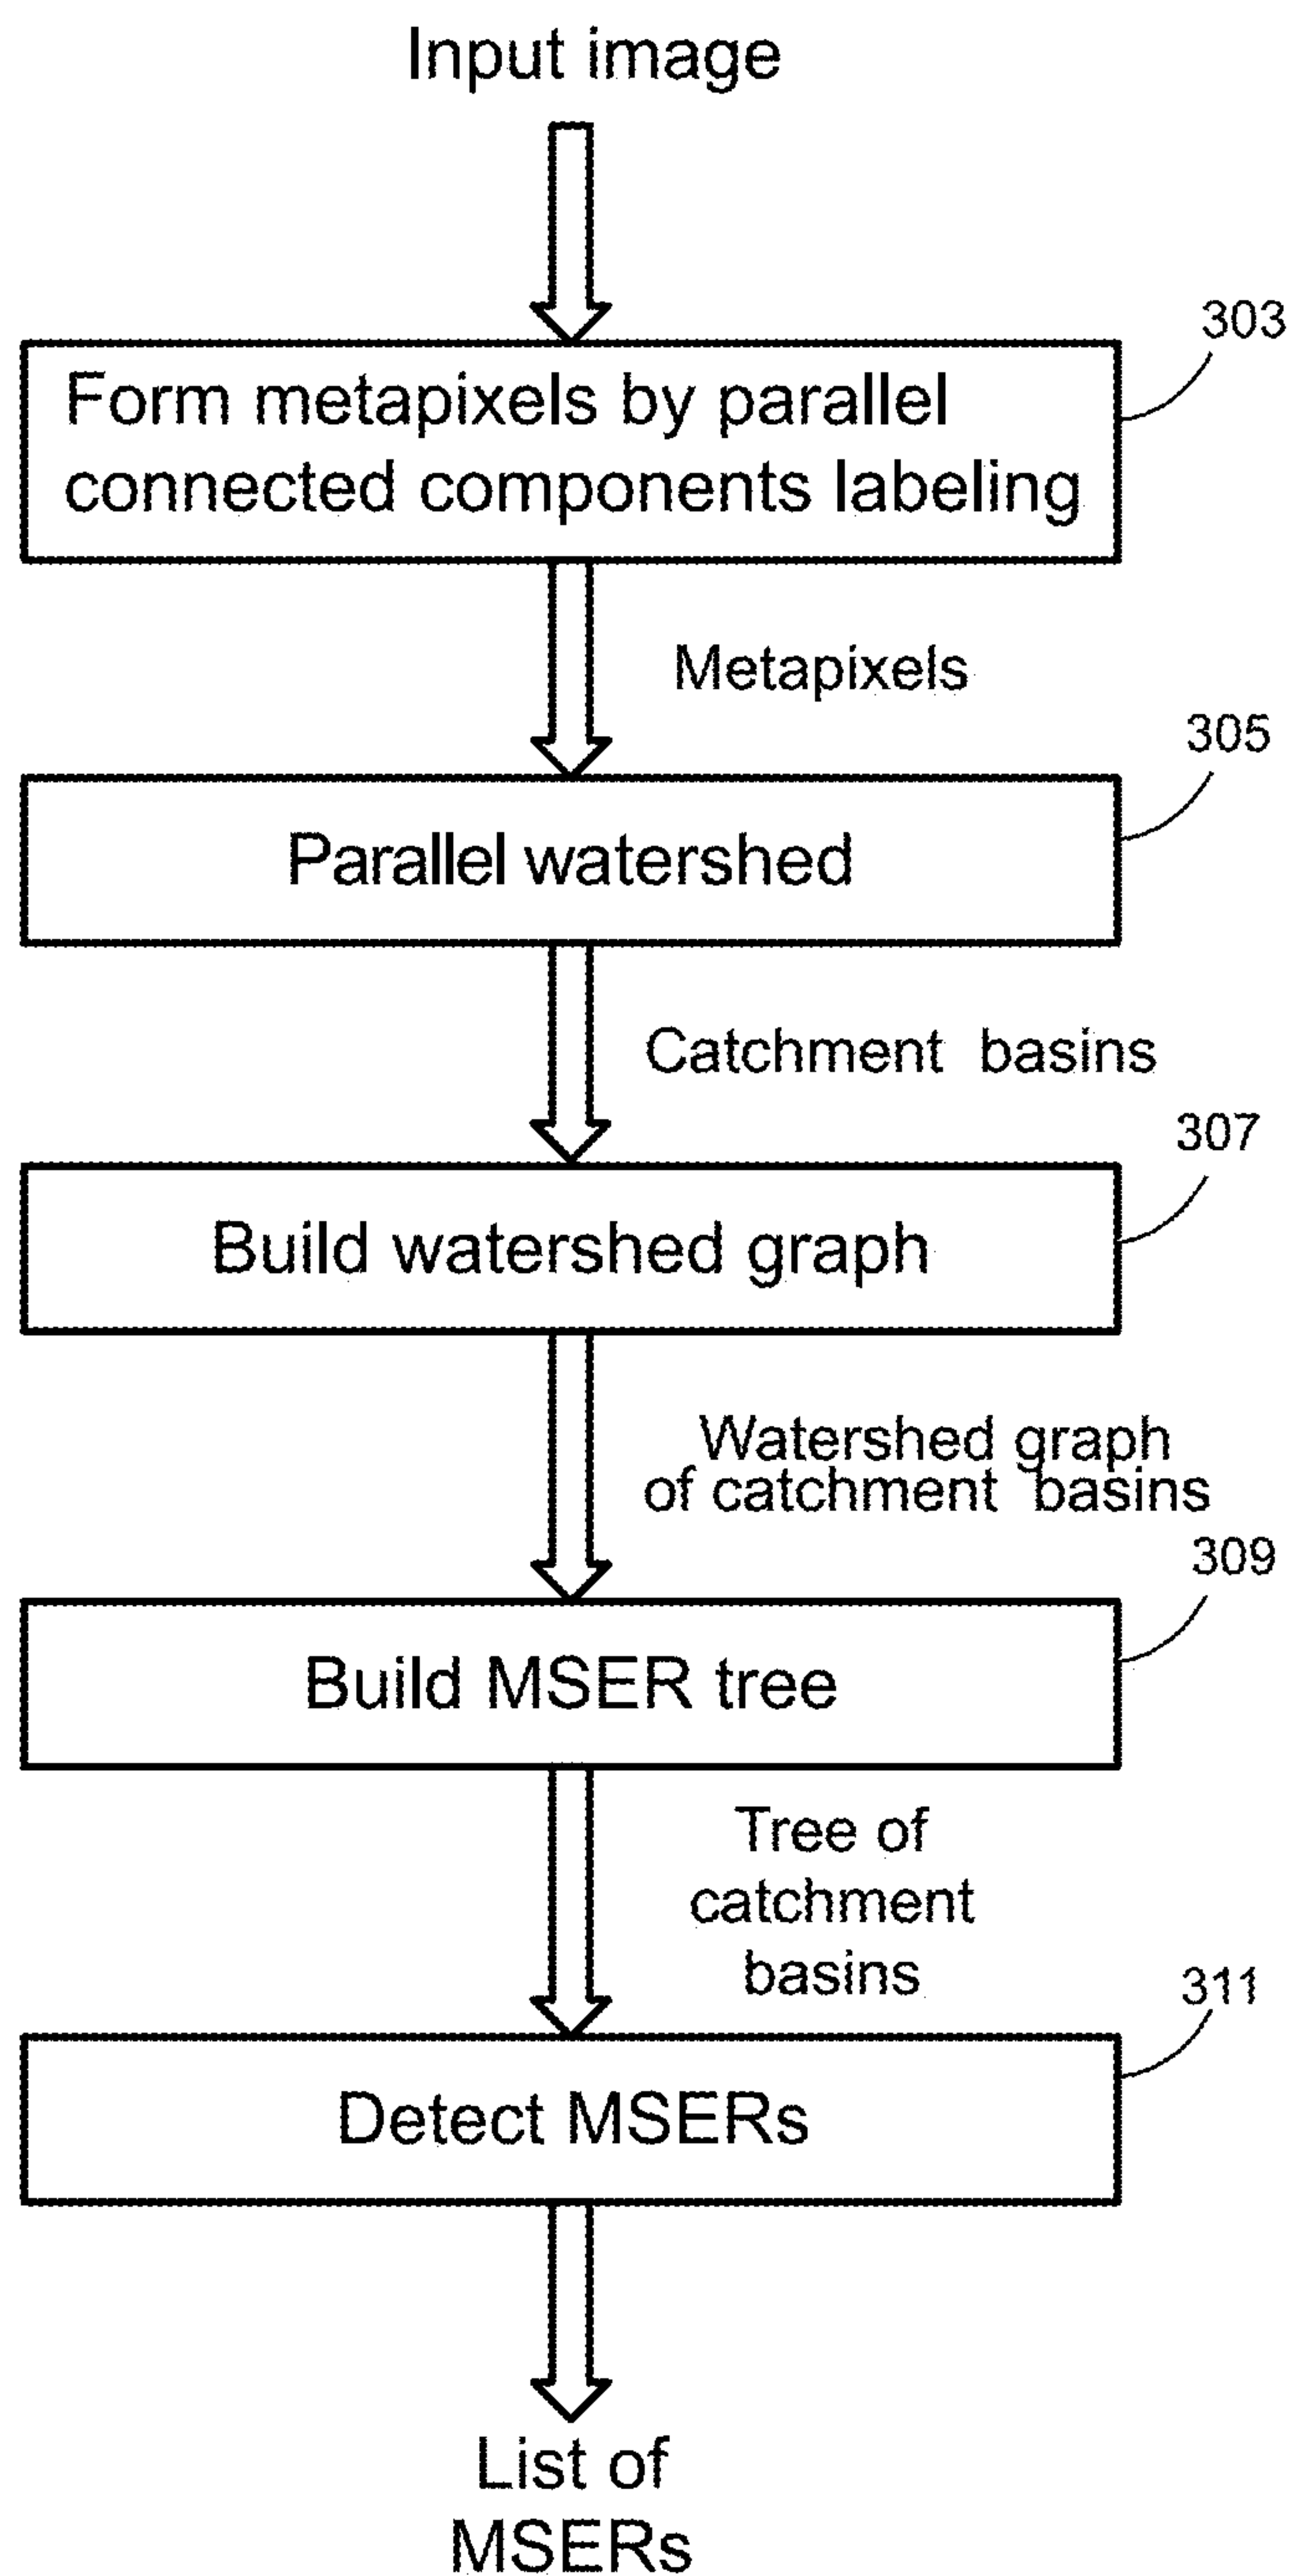 Input image
303
Form metapixels by parallel
connected components labeling
Metapixels
305
Parallel watershed
Catchment basins
307
Build watershed graph
Watershed graph
of catchment basins
309
Build MSER tree
Tree of
catchment
basins
311
Detect MSERs
List of
MSERs